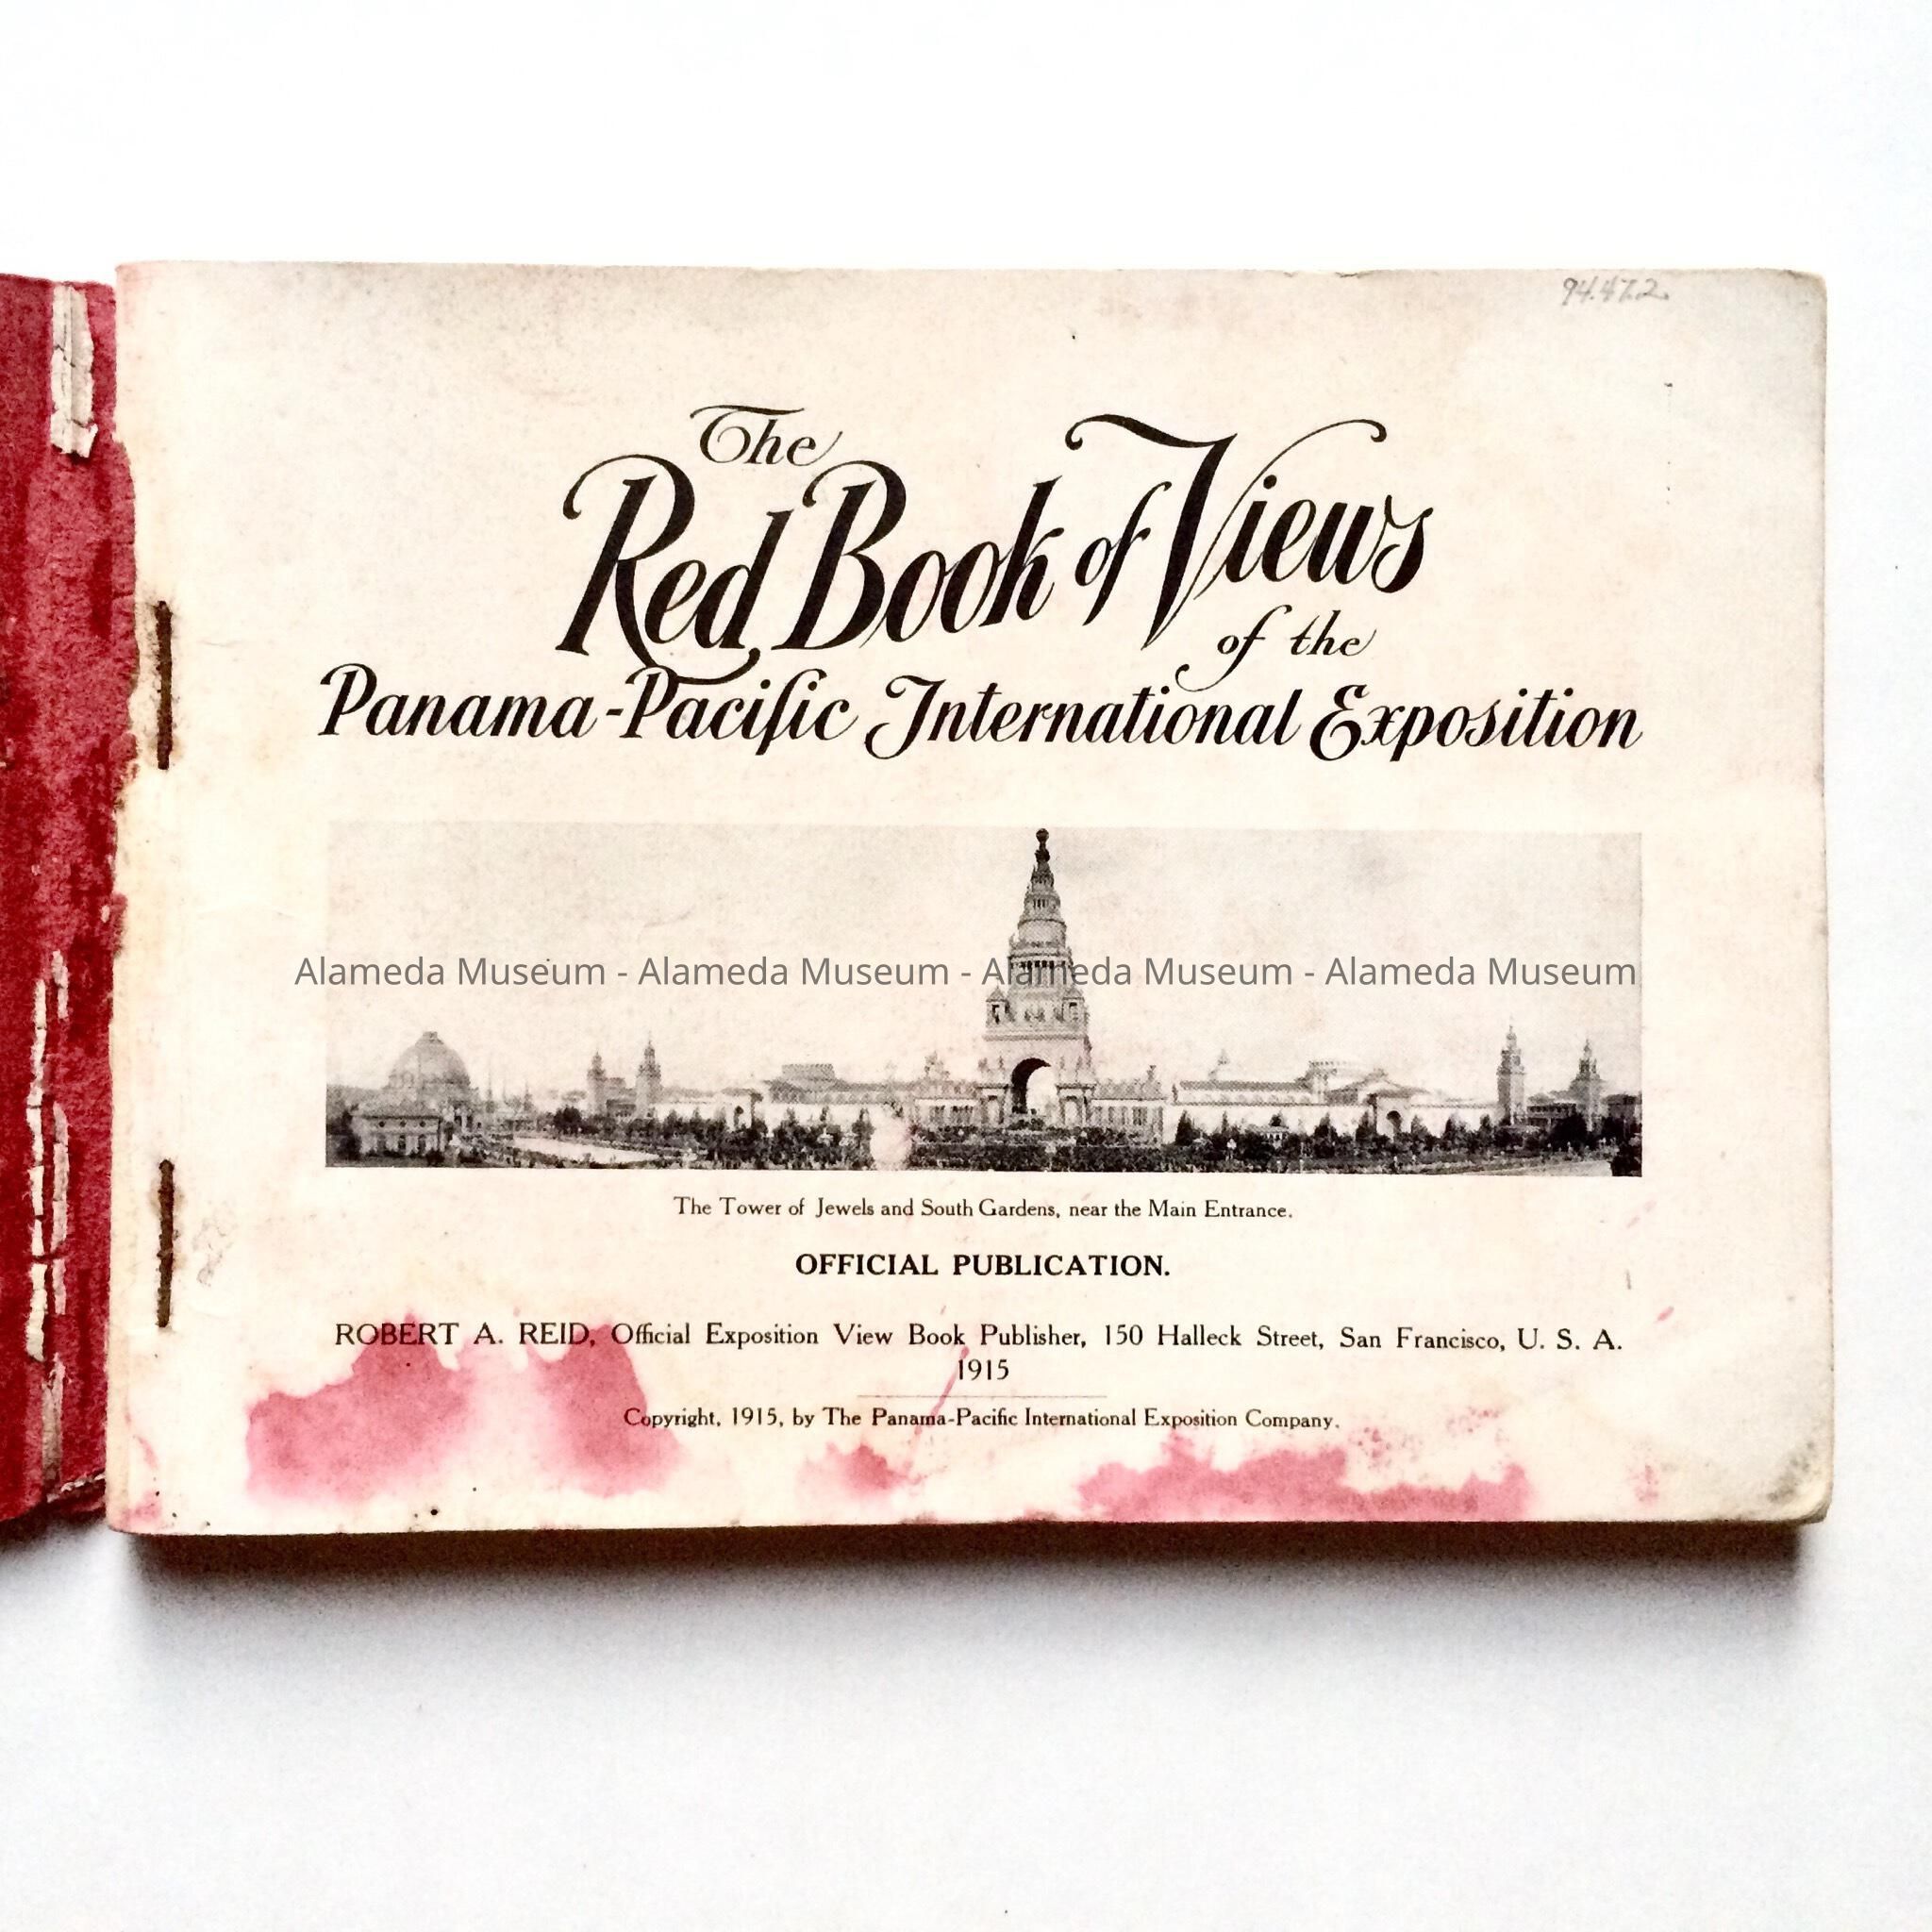 94.47.2
The
Red Book of Views
of the
Panama-Pacific International Exposition
Alameda Museum - Alameda Museum - Alameda Museum - Alameda Museum
The Tower of Jewels and South Gardens, near the Main Entrance.
OFFICIAL PUBLICATION.
ROBERT A. REID, Official Exposition View Book Publisher, 150 Halleck Street, San Francisco, U. S. A.
1915
Copyright, 1915, by The Panama-Pacific International Exposition Company.